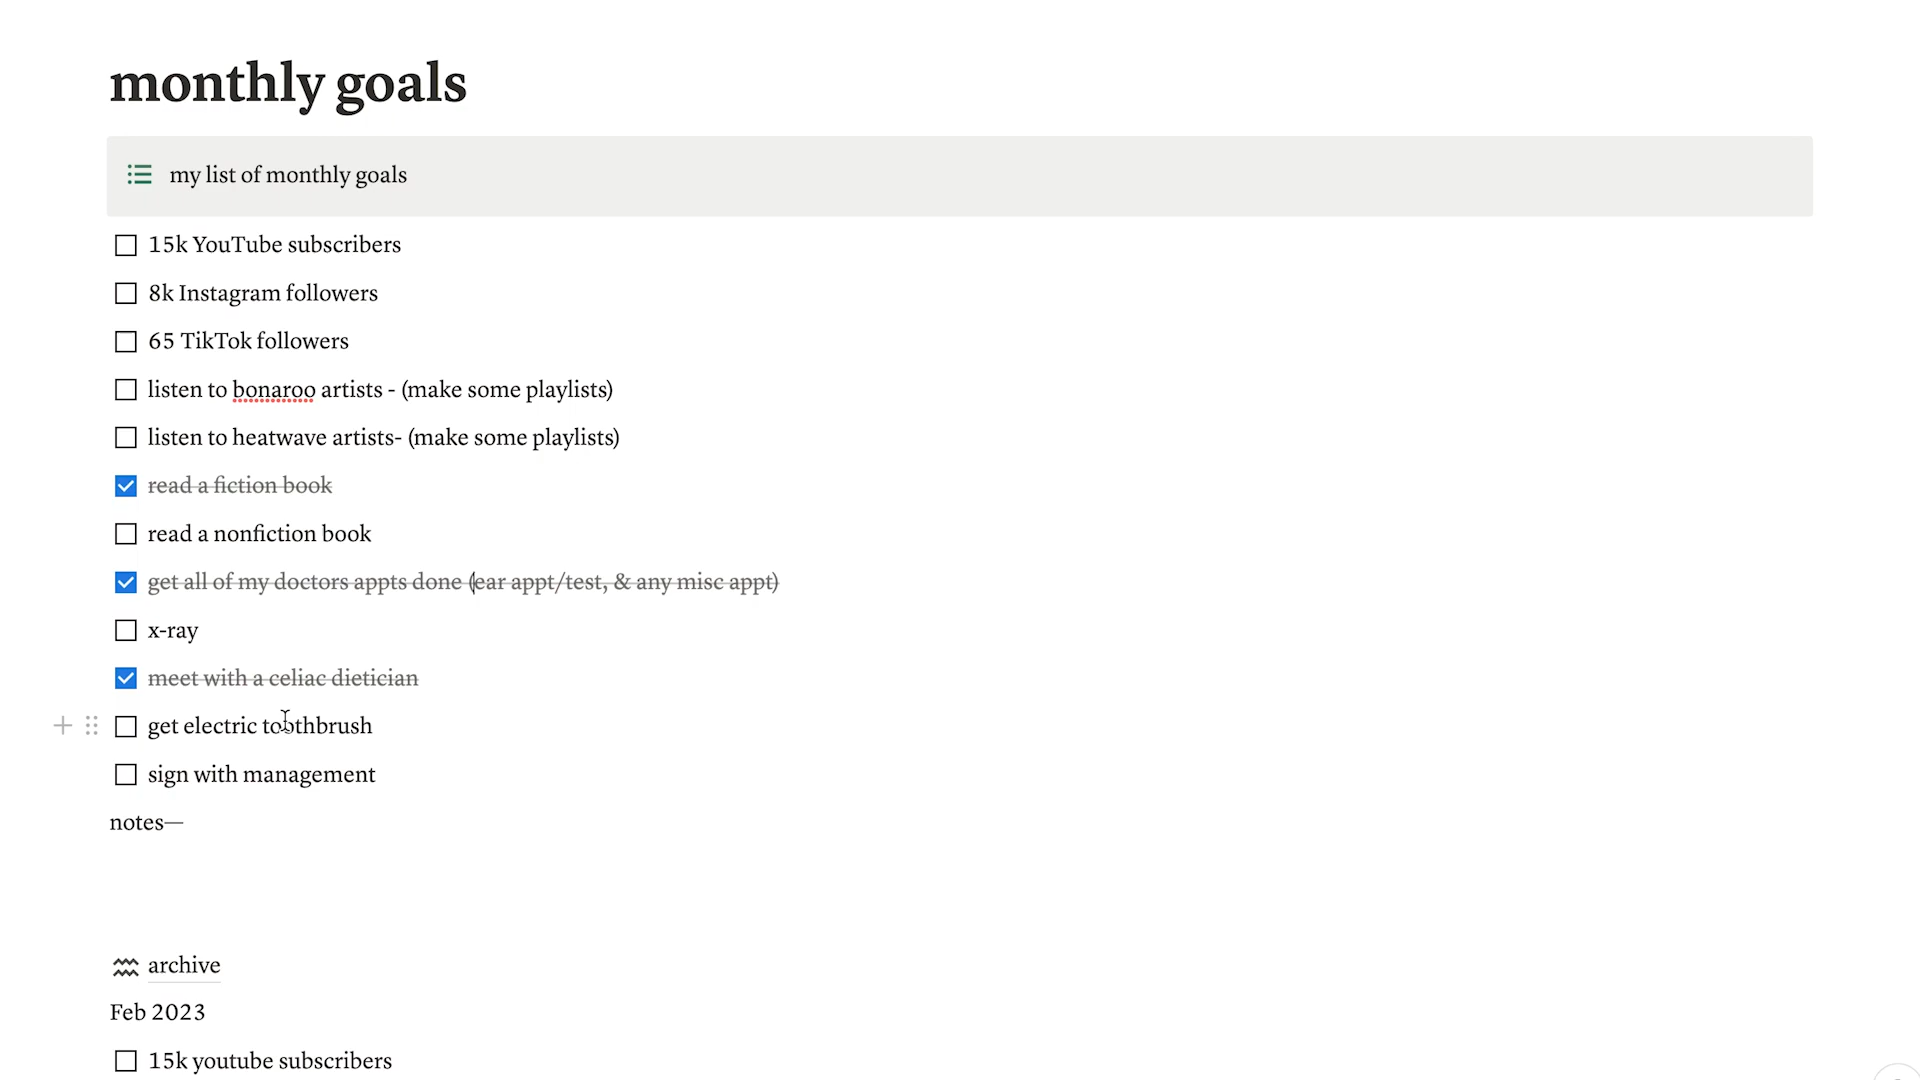 monthly goals
my list of monthly goals
15k YouTube subscribers
8k Instagram followers
65 TikTok followers
listen to bonaroo artists - (make some playlists)
listen to heatwave artists- (make some playlists)
read a fiction book
read a nonfiction book
get all of my doctors appts done (ear appt/test, & any misc appt)
x-ray
meet with a celiac dietician
get electric toothbrush
sign with management
notes—
archive
Feb 2023
15k youtube subscribers